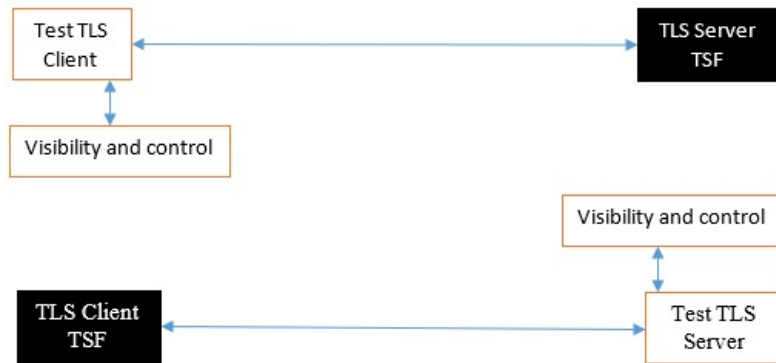 Test TLS
Client
TLS Server
TSF
Visibility and control
Visibility and control
TLS Client
TSF
Test TLS
Server